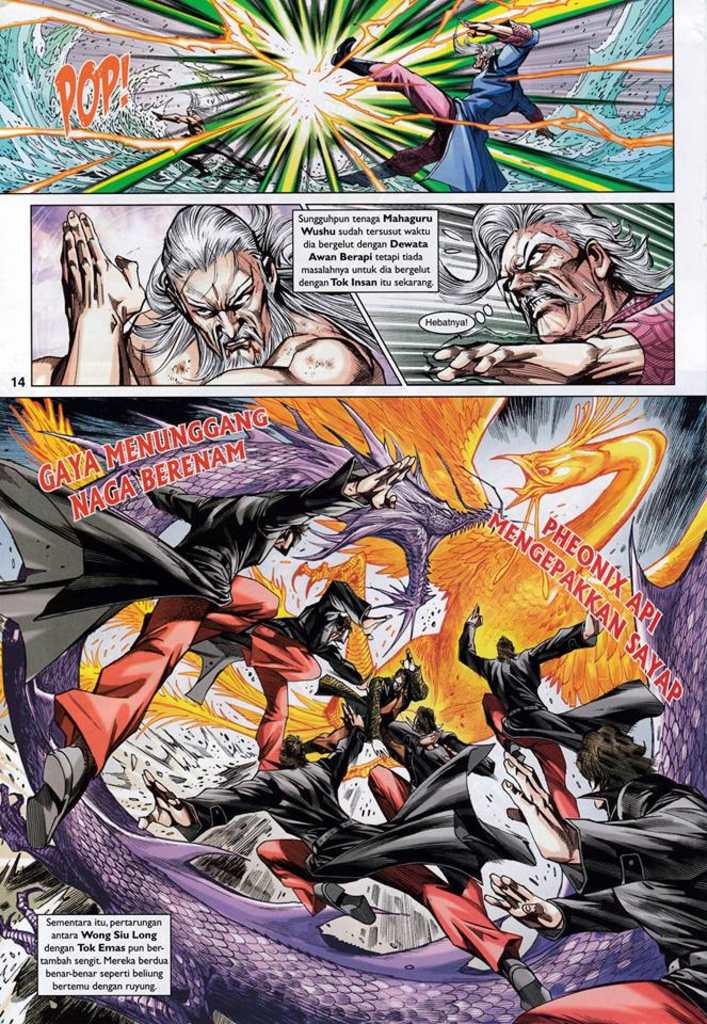 POP!
Sungguhpun tenaga Mahaguru
Wushu sudah tersusut waktu
dia bergelut dengan Dewata
Awan Berapi tetapi tiada
masalahnya untuk dia bergelut
dengan Tok Insan itu sekarang.
Hebatnya!
14
GAYA MENUNGGANG
NAGA BERENAM
PHEONIX API
MENGEPAKKAN SAYAP
Sementara itu, pertarungan
antara Wong Siu Long
dengan Tok Emas pun ber-
tambah sengit. Mereka berdua
benar-benar seperti beliung
bertemu dengan ruyung.